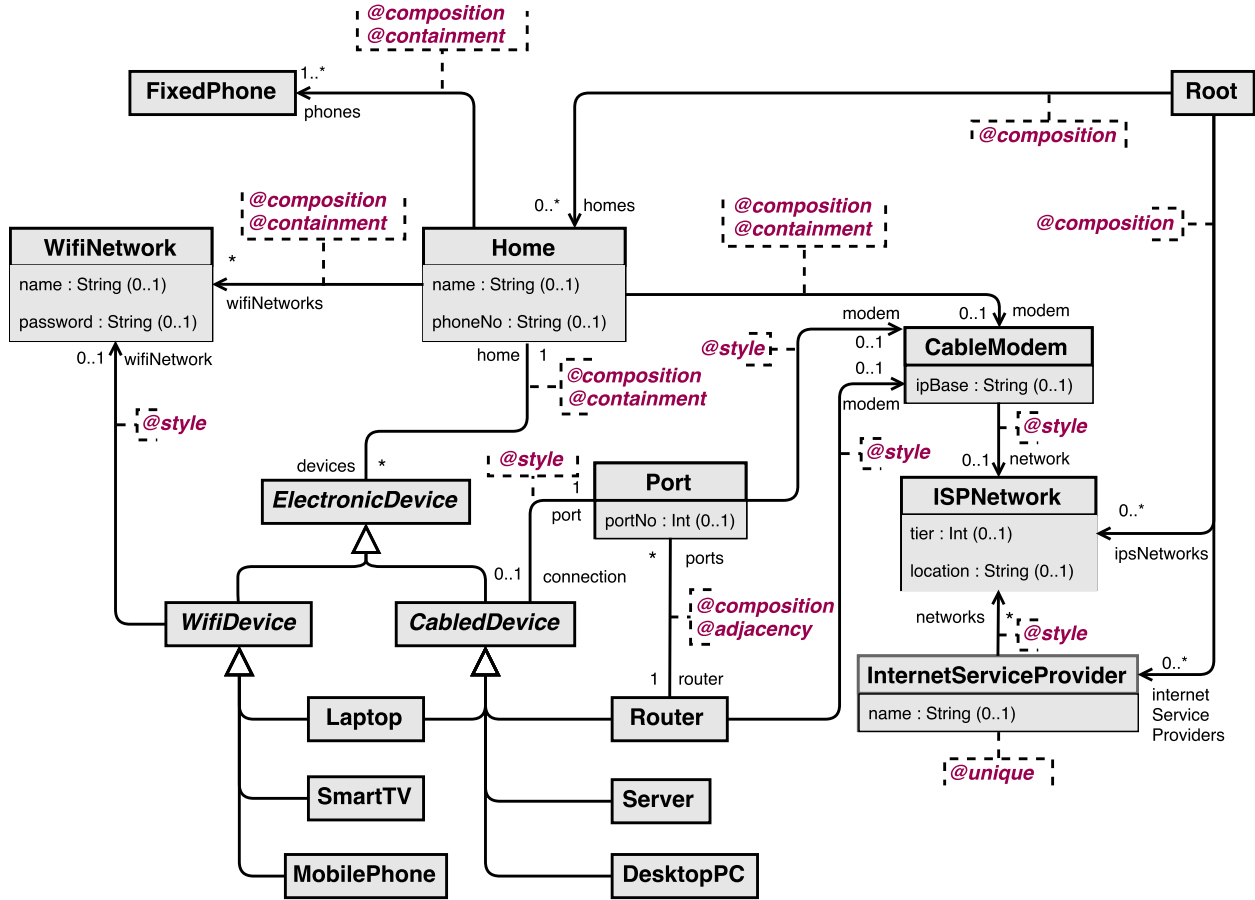 @composition
@containment
FixedPhone
1..*
phones
Root
@composition
@composition
@containment
0..*
homes
@composition
@containment
@composition
WifiNetwork
name : String (0..1)
password : String (0..1)
*
wifiNetworks
Home
name : String (0..1)
phoneNo : String (0..1)
0..1
modem
modem
0..1
CableModem
ipBase : String (0..1)
@style
0..1
wifiNetwork
home
1
©composition
@containment
0..1
modem
@style
@style
@style
devices
*
@style
0..1
network
ElectronicDevice
1
port
Port
portNo : Int (0..1)
ISPNetwork
tier : Int (0..1)
location : String (0..1)
0..*
ipsNetworks
0..1
connection
*
ports
@composition
@adjacency
WifiDevice
CabledDevice
networks
*
@style
1
router
InternetServiceProvider
name : String (0..1)
0..*
internet
Service
Providers
Laptop
Router
@unique
SmartTV
Server
MobilePhone
DesktopPC